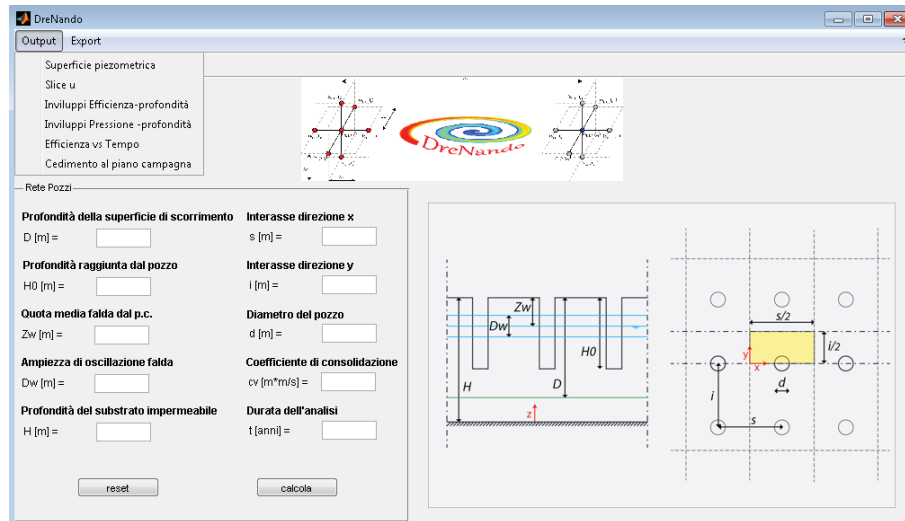 DreNando
Output Export
Superficie piezometrica
Slice u
Inviluppi Efficienza-profondità
Inviluppi Pressione -profondità
Efficienza vs Tempo
Cedimento al piano campagna
DreNando
Rete Pozzi
Profondità della superficie di scorrimento
D [m] =
Profondità raggiunta dal pozzo
H0 [m] =
Quota media falda dal p.c.
Zw [m] =
Ampiezza di oscillazione falda
Dw [m] =
Profondità del substrato impermeabile
H [m] =
Interasse direzione x
s [m] =
Interasse direzione y
i [m] =
Diametro del pozzo
d [m] =
Coefficiente di consolidazione
cv [m*m/s] =
Durata dell'analisi
t [anni] =
reset
calcola
Zw
Dw
H0
H
D
z
s/2
i/2
y
x
d
i
s